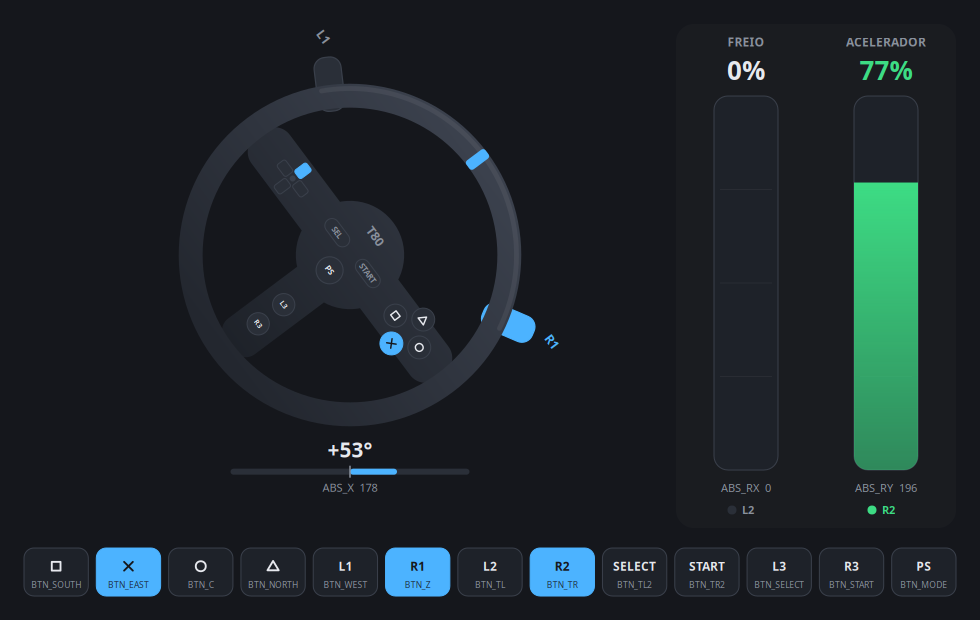 L1
FREIO
0%
ACELERADOR
77%
SEL
T80
PS
START
L3
R3
R1
+53°
ABS_X 178
ABS_RX 0
L2
ABS_RY 196
R2
BTN_SOUTH
BTN_EAST
BTN_C
BTN_NORTH
L1
BTN_WEST
R1
BTN_Z
L2
BTN_TL
R2
BTN_TR
SELECT
BTN_TL2
START
BTN_TR2
L3
BTN_SELECT
R3
BTN_START
PS
BTN_MODE